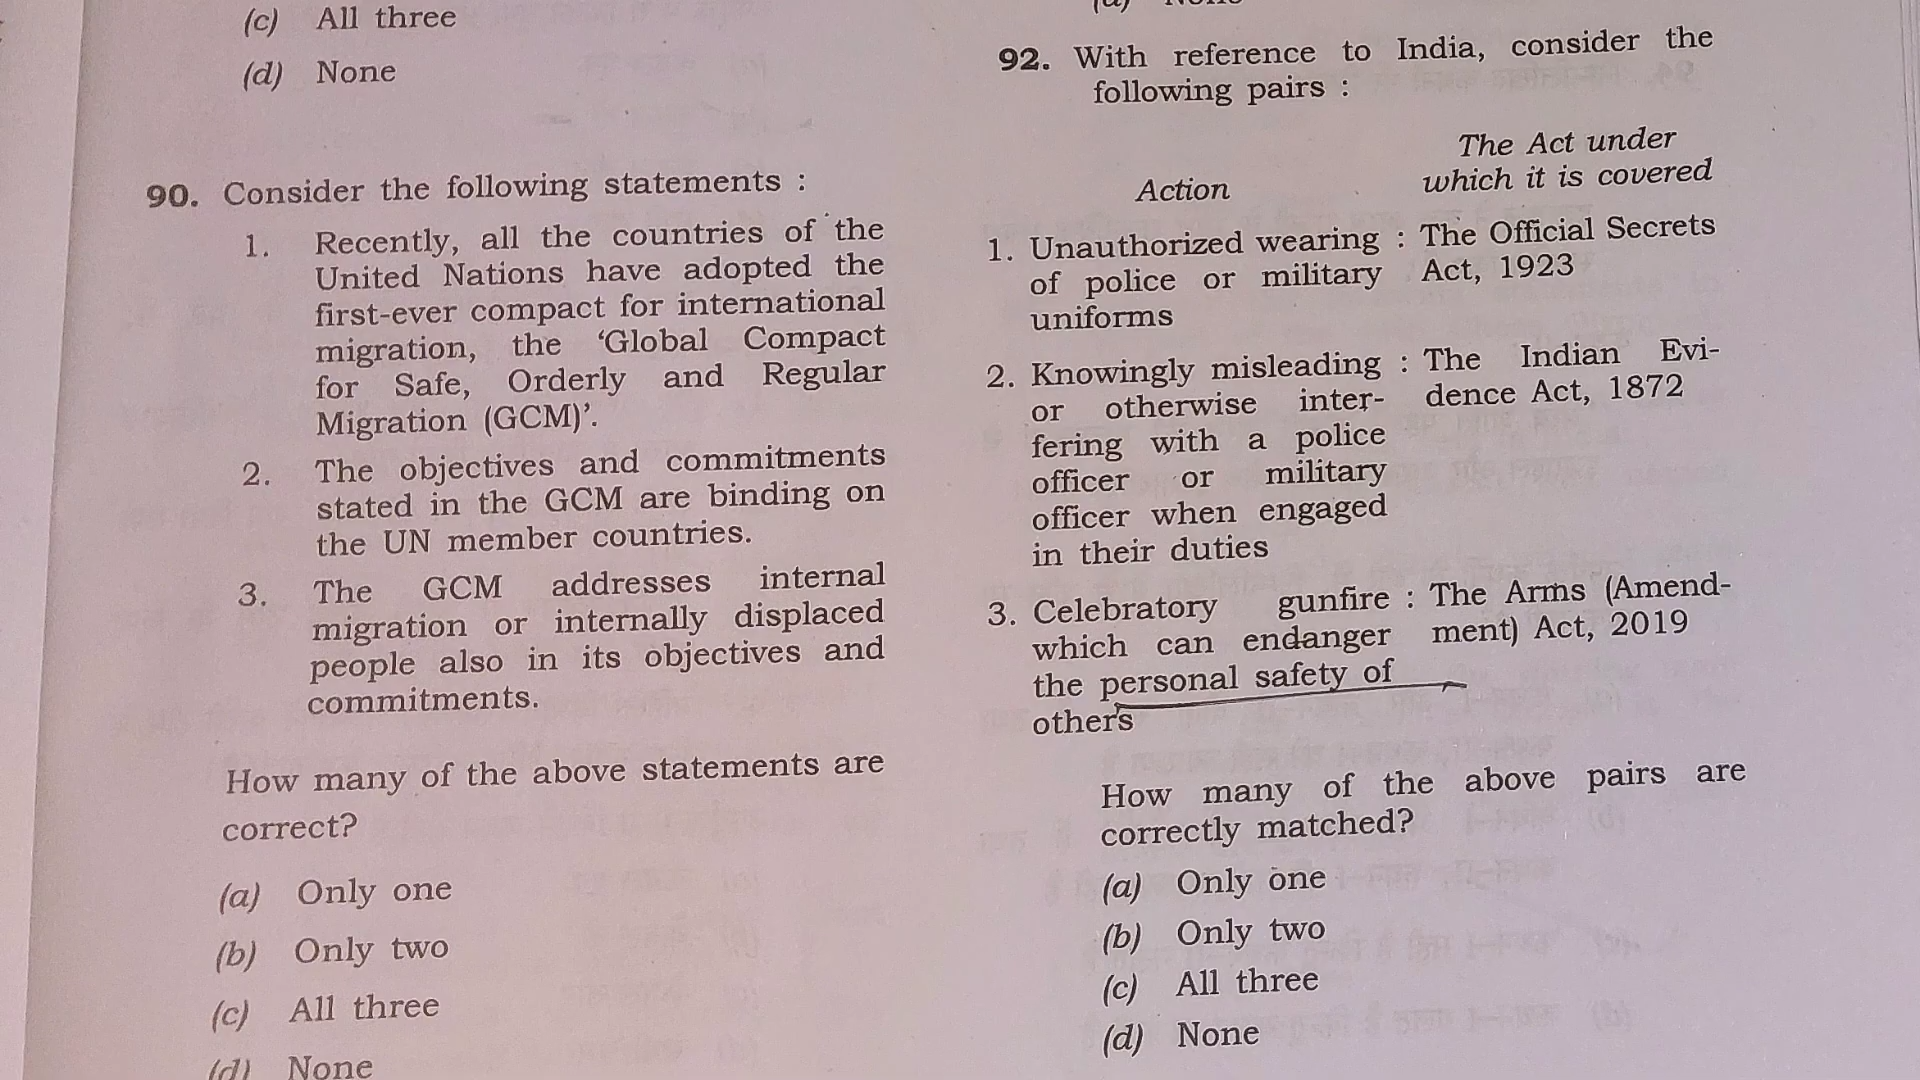 (c) All three
(d) None
90. Consider the following statements :
1. Recently, all the countries of the
United Nations have adopted the
first-ever compact for international
migration, the ‘Global Compact
for Safe, Orderly and Regular
Migration (GCM)’.
2. The objectives and commitments
stated in the GCM are binding on
the UN member countries.
3. The GCM addresses internal
migration or internally displaced
people also in its objectives and
commitments.
How many of the above statements are
correct?
(a) Only one
(b) Only two
(c) All three
(d) None
(d) None
92. With reference to India, consider the
following pairs :
Action
The Act under
which it is covered
1. Unauthorized wearing : The Official Secrets
of police or military Act, 1923
uniforms
2. Knowingly misleading : The Indian Evi-
or otherwise inter- dence Act, 1872
fering with a police
officer or military
officer when engaged
in their duties
3. Celebratory gunfire : The Arms (Amend-
which can endanger ment) Act, 2019
the personal safety of
others
How many of the above pairs are
correctly matched?
(a) Only one
(b) Only two
(c) All three
(d) None